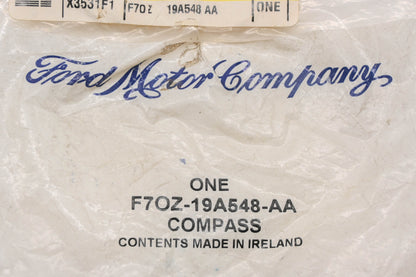 X3531F1 F7OZ 19A548 AA ONE
Ford Motor Company,
ONE
F7OZ-19A548-AA
COMPASS
CONTENTS MADE IN IRELAND